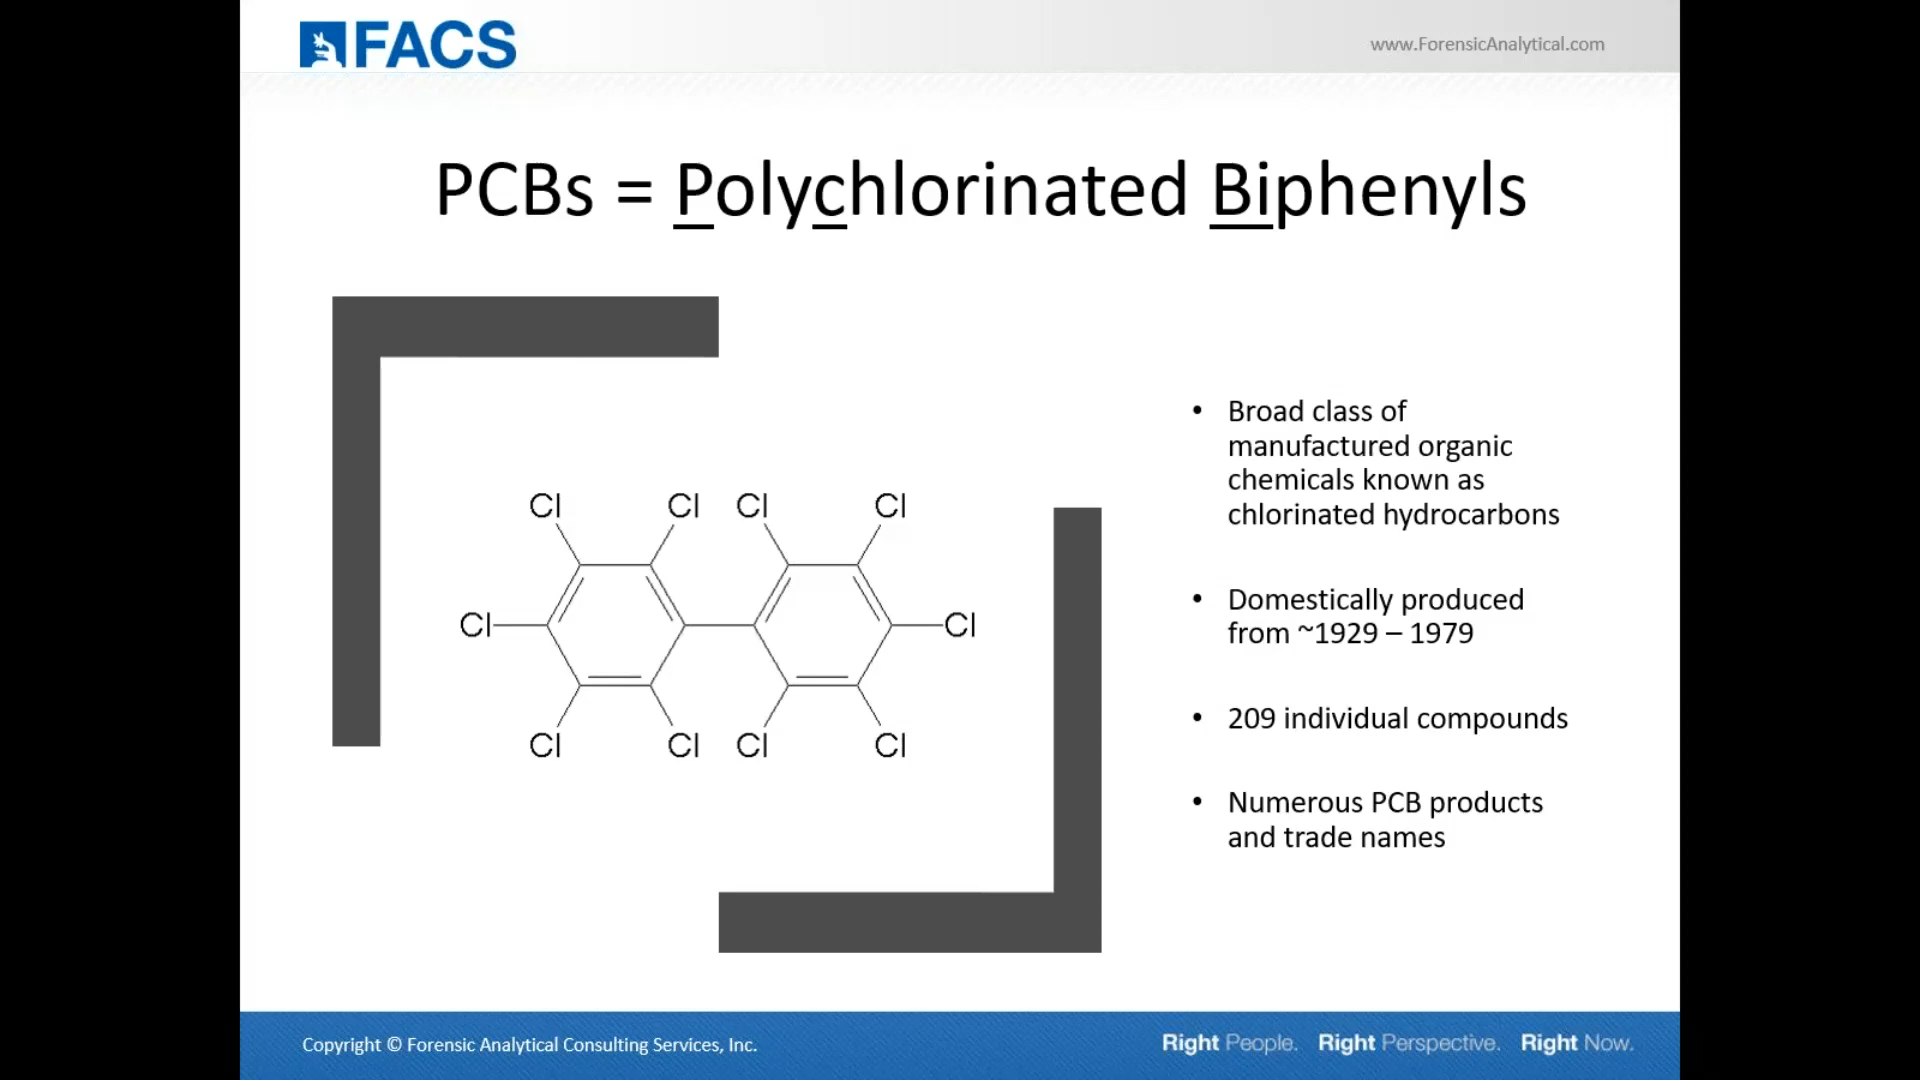 FACS
www.ForensicAnalytical.com
PCBs = Polychlorinated Biphenyls
Cl Cl Cl Cl
Cl Cl
Cl Cl Cl Cl
• Broad class of
manufactured organic
chemicals known as
chlorinated hydrocarbons
• Domestically produced
from ~1929 – 1979
• 209 individual compounds
• Numerous PCB products
and trade names
Copyright © Forensic Analytical Consulting Services, Inc.
Right People. Right Perspective. Right Now.